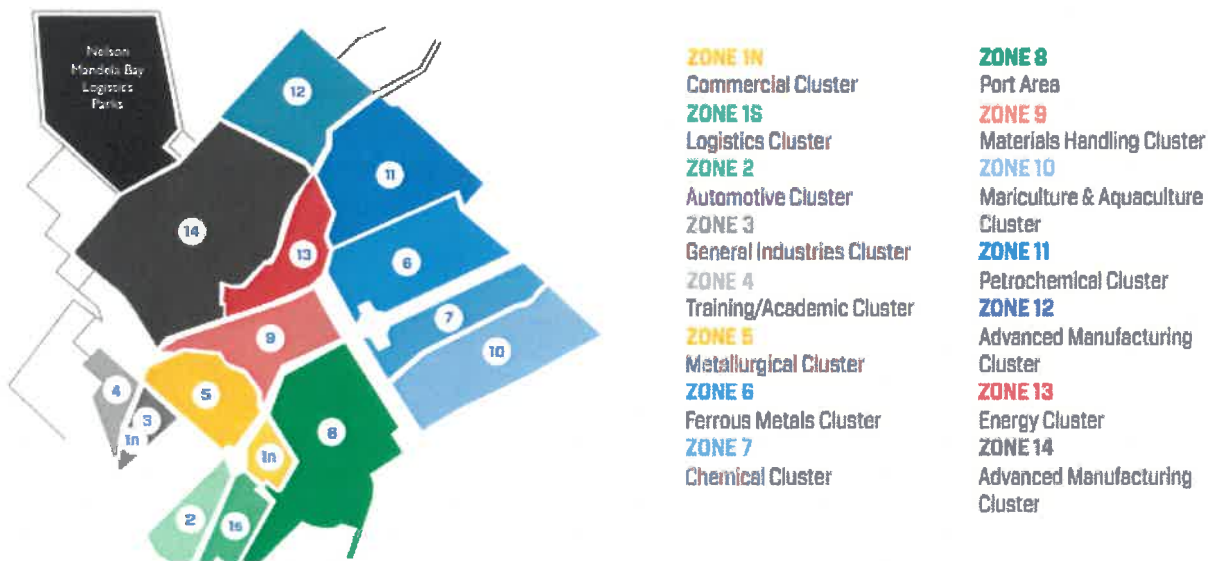 Nelson
Mandela Bay
Logistics
Parks
12
11
14
13
6
7
9
10
4
5
3
1n
8
1n
2
1s
ZONE 1N
Commercial Cluster
ZONE 1S
Logistics Cluster
ZONE 2
Automotive Cluster
ZONE 3
General Industries Cluster
ZONE 4
Training/Academic Cluster
ZONE 5
Metallurgical Cluster
ZONE 6
Ferrous Metals Cluster
ZONE 7
Chemical Cluster
ZONE 8
Port Area
ZONE 9
Materials Handling Cluster
ZONE 10
Mariculture & Aquaculture
Cluster
ZONE 11
Petrochemical Cluster
ZONE 12
Advanced Manufacturing
Cluster
ZONE 13
Energy Cluster
ZONE 14
Advanced Manufacturing
Cluster